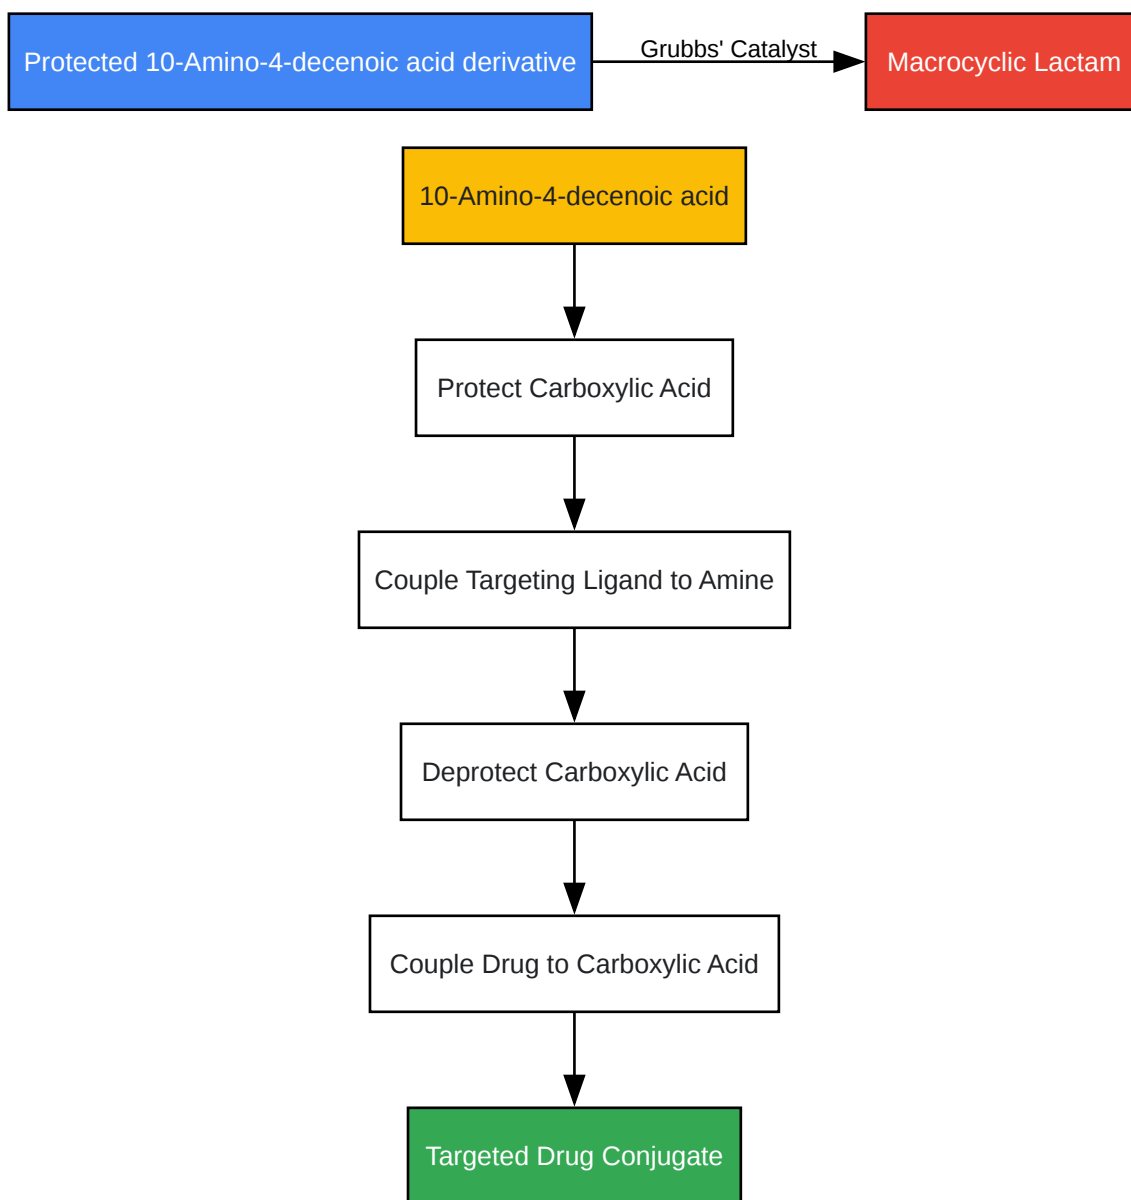 Protected 10-Amino-4-decenoic acid derivative
Grubbs' Catalyst
Macrocyclic Lactam
10-Amino-4-decenoic acid
Protect Carboxylic Acid
Couple Targeting Ligand to Amine
Deprotect Carboxylic Acid
Couple Drug to Carboxylic Acid
Targeted Drug Conjugate